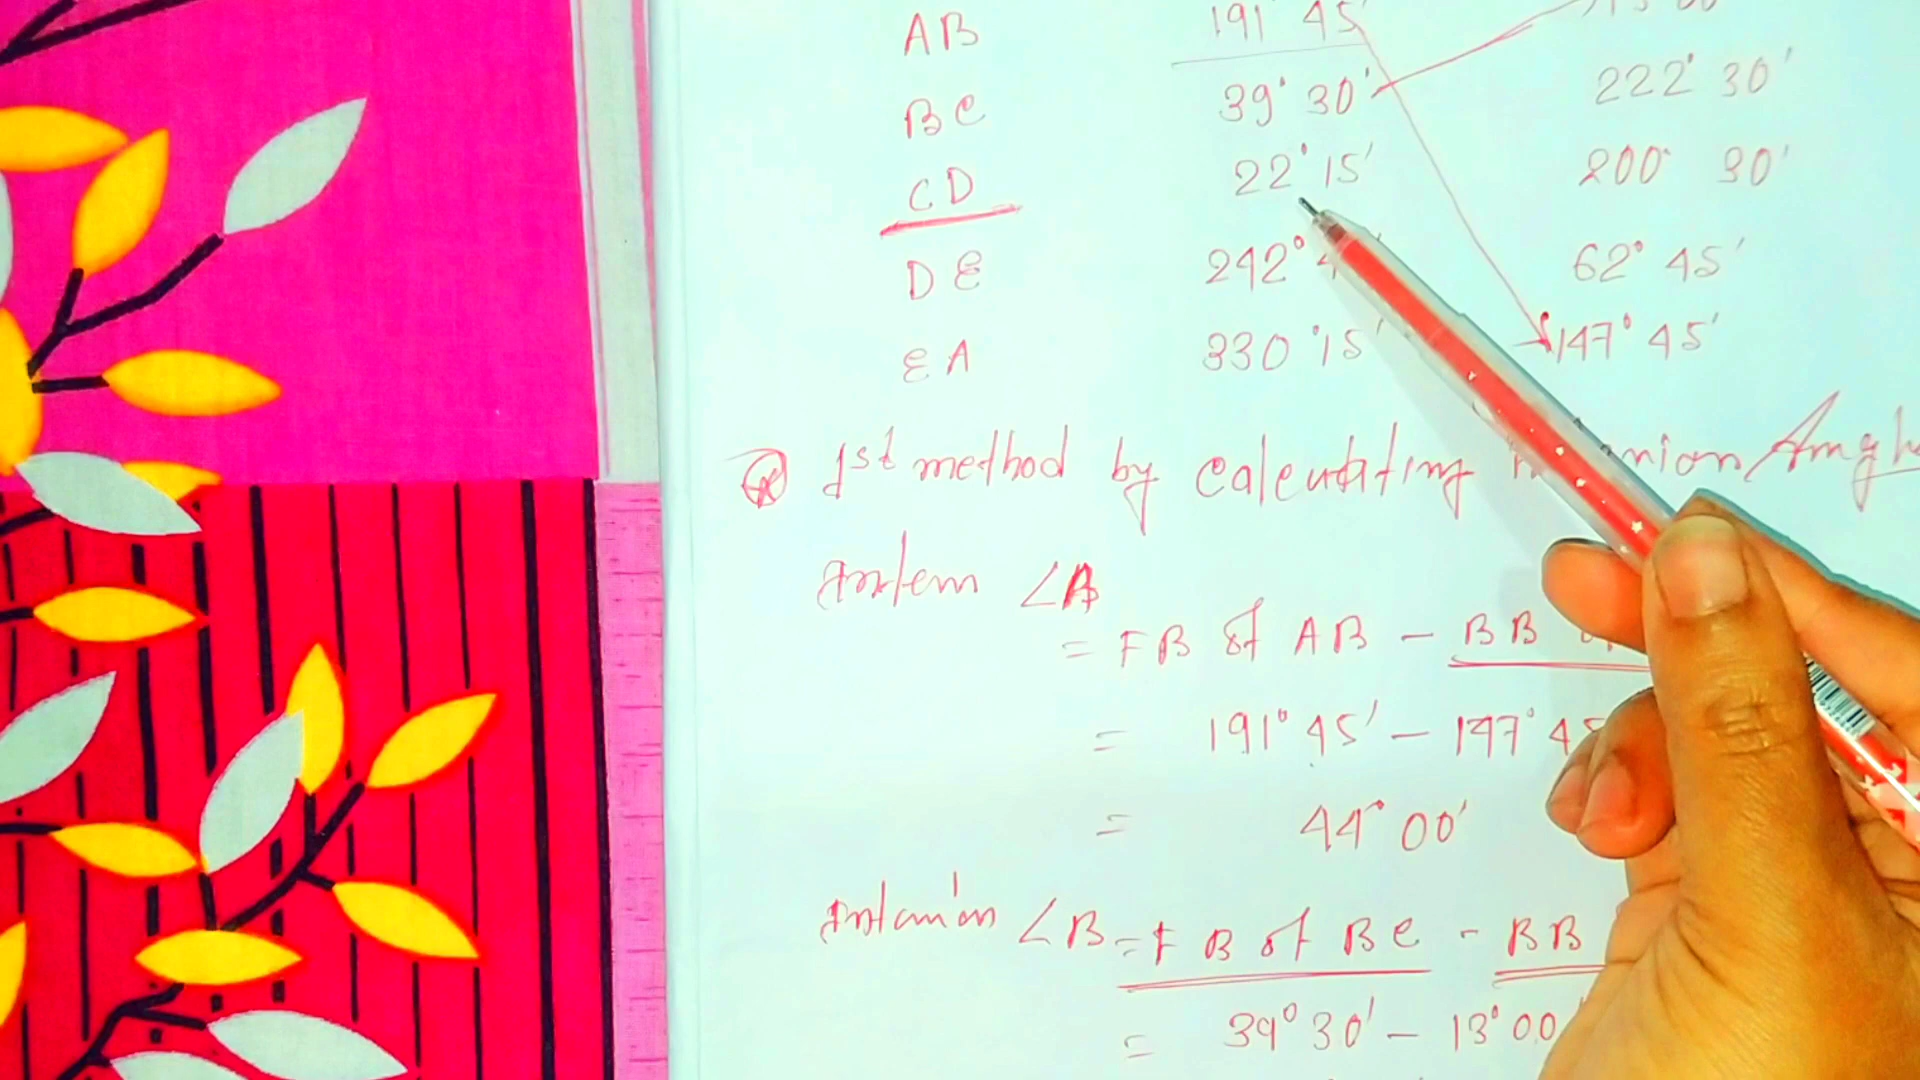 AB 191° 45'
BC 39° 30' 222° 30'
CD 22° 15' 200° 30'
DE 242° 62° 45'
EA 330° 15' 147° 45'
1st method by calculating
∠A
= FB of AB - BB
= 191° 45' - 147° 45
= 44° 00'
∠B = FB of BC - BB
= 39° 30' - 13° 00